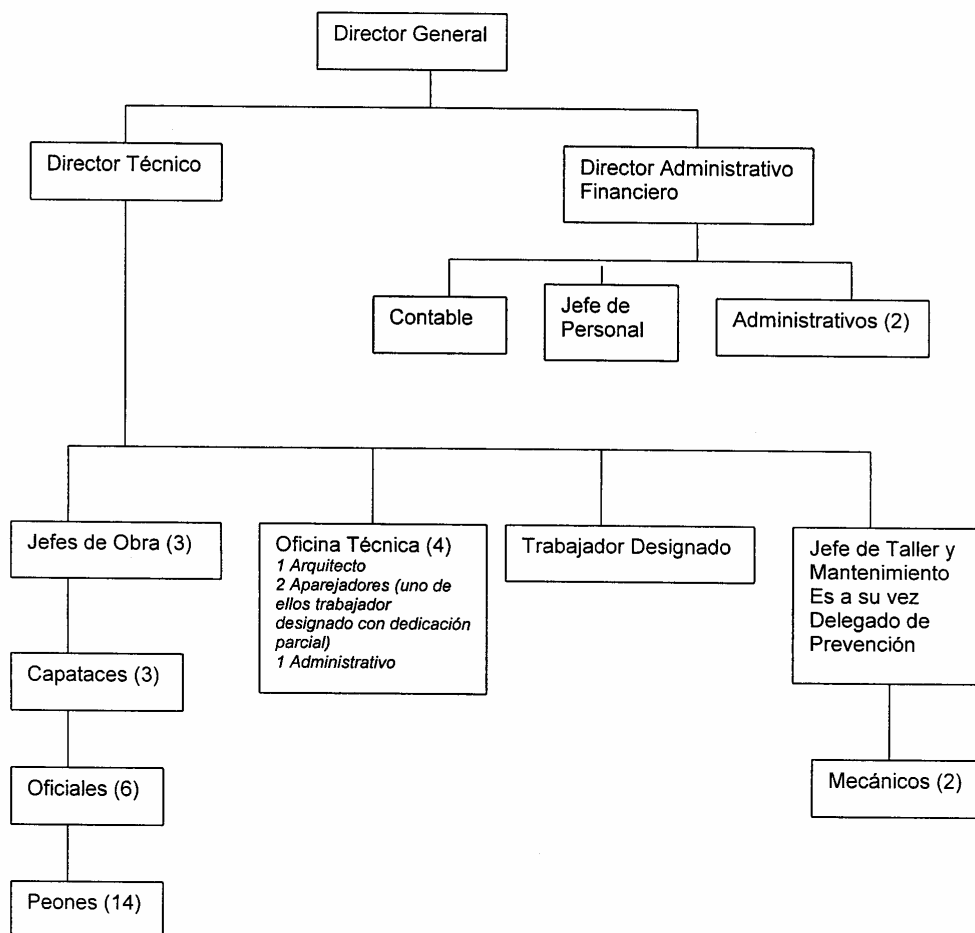 Director General
Director Técnico
Director Administrativo
Financiero
Contable
Jefe de
Personal
Administrativos (2)
Jefes de Obra (3)
Oficina Técnica (4)
1 Arquitecto
2 Aparejadores (uno de
ellos trabajador
designado con dedicación
parcial)
1 Administrativo
Trabajador Designado
Jefe de Taller y
Mantenimiento
Es a su vez
Delegado de
Prevención
Capataces (3)
Oficiales (6)
Mecánicos (2)
Peones (14)